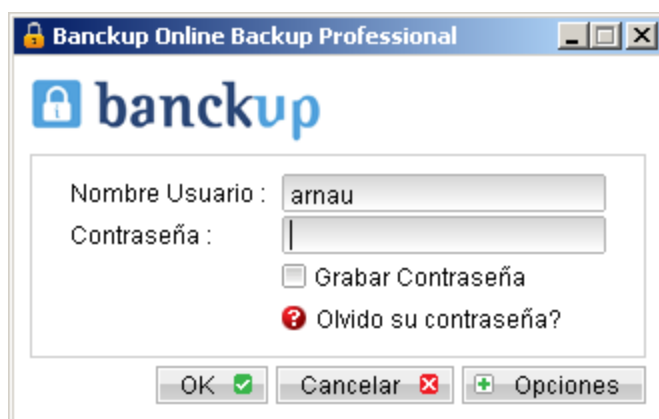 Banckup Online Backup Professional
banckup
Nombre Usuario : arnau
Contraseña :
Grabar Contraseña
Olvido su contraseña?
OK Cancelar Opciones